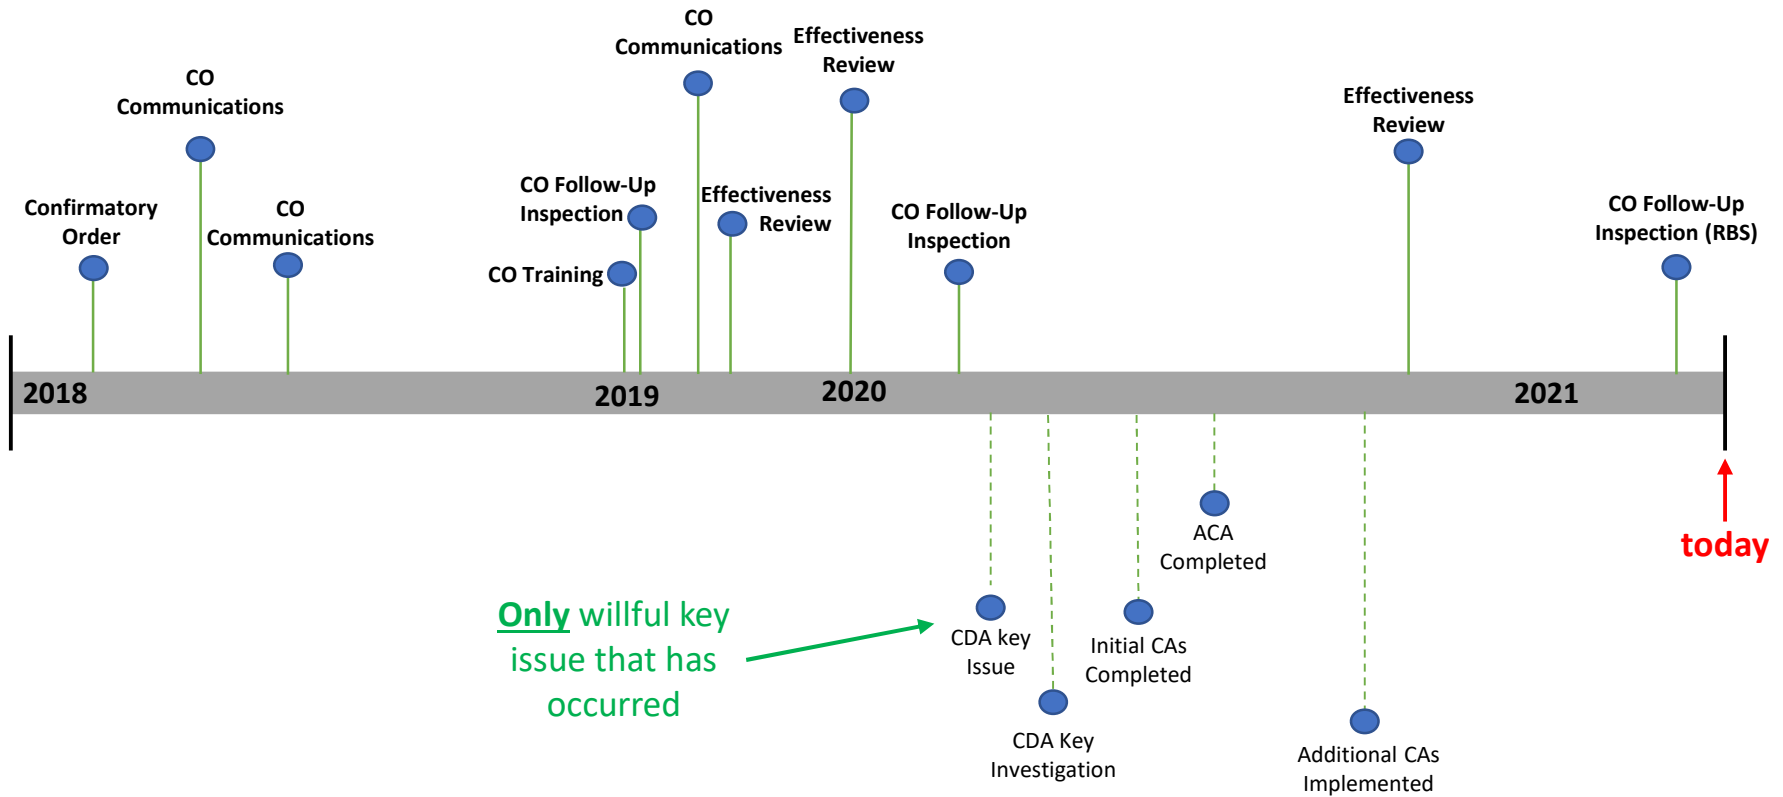 CO
Communications
Effectiveness
Review
CO
Communications
Effectiveness
Review
CO Follow-Up
Inspection
Effectiveness
Review
Confirmatory
Order
CO
Communications
CO Follow-Up
Inspection
CO Follow-Up
Inspection (RBS)
CO Training
2018
2019
2020
2021
today
ACA
Completed
Only willful key
issue that has
occurred
CDA key
Issue
Initial CAs
Completed
CDA Key
Investigation
Additional CAs
Implemented